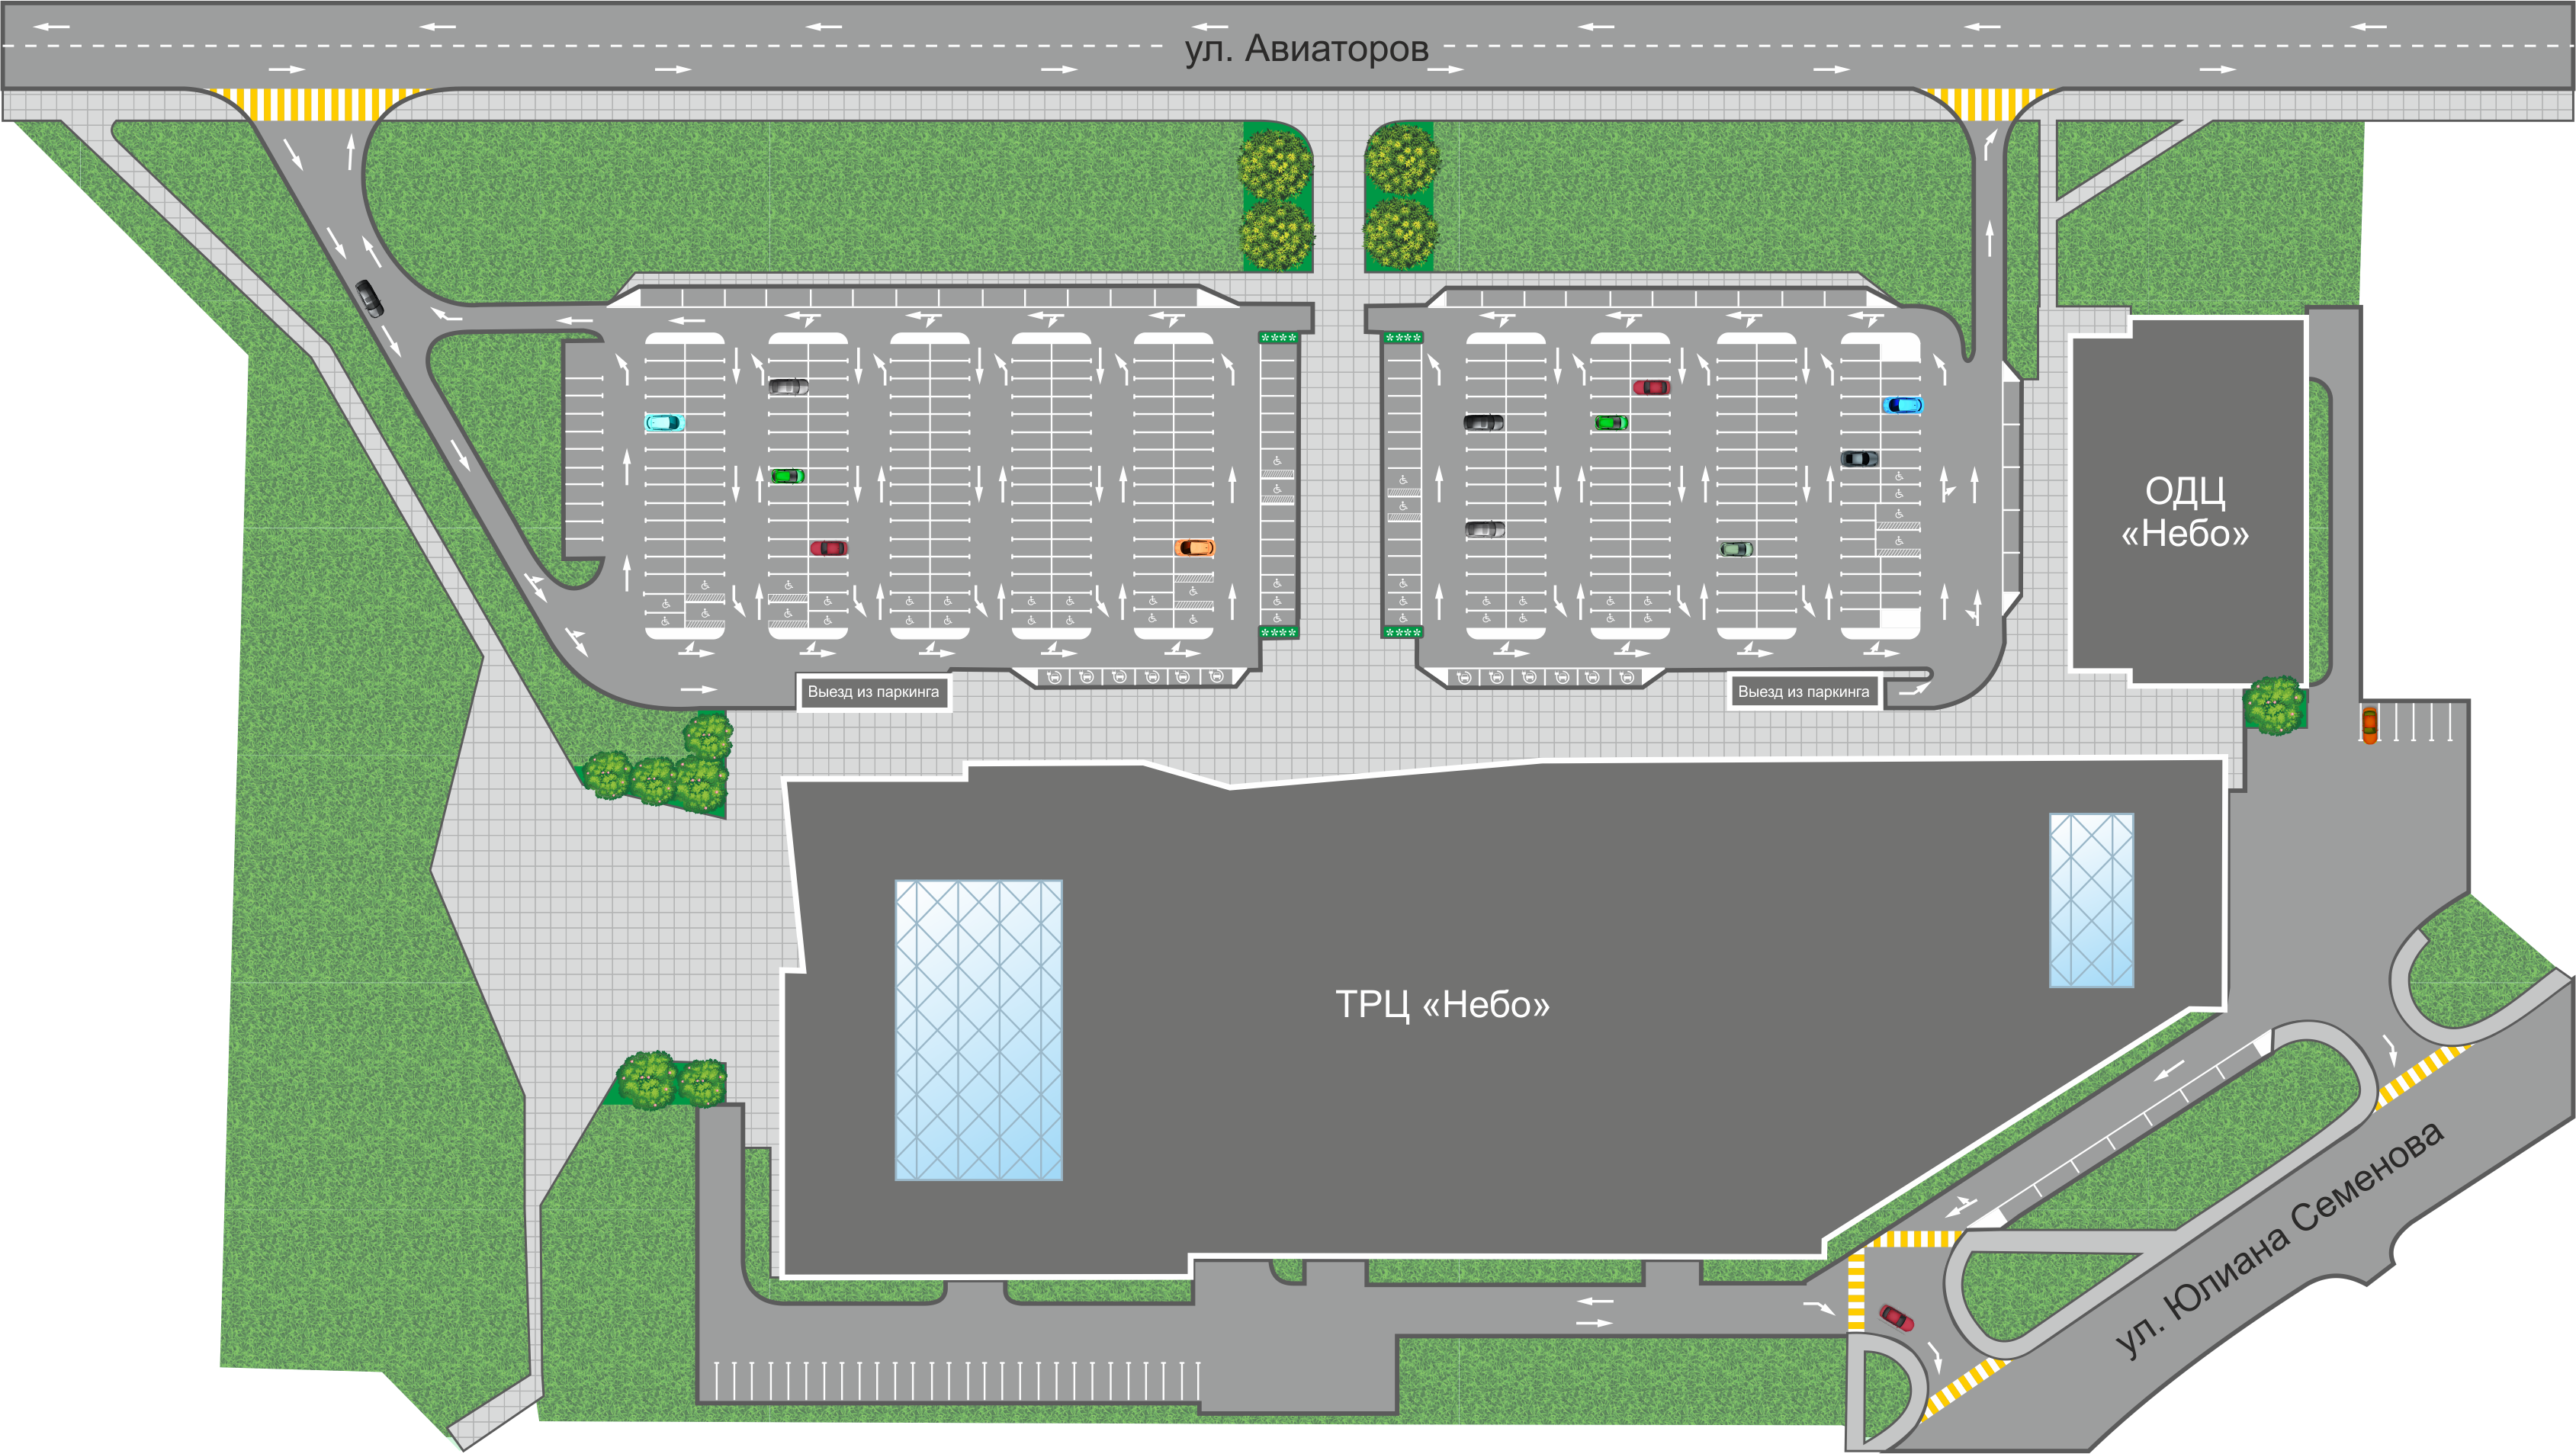 ул. Авиаторов
ОДЦ
«Небо»
Выезд из паркинга
Выезд из паркинга
ТРЦ «Небо»
ул. Юлиана Семенова